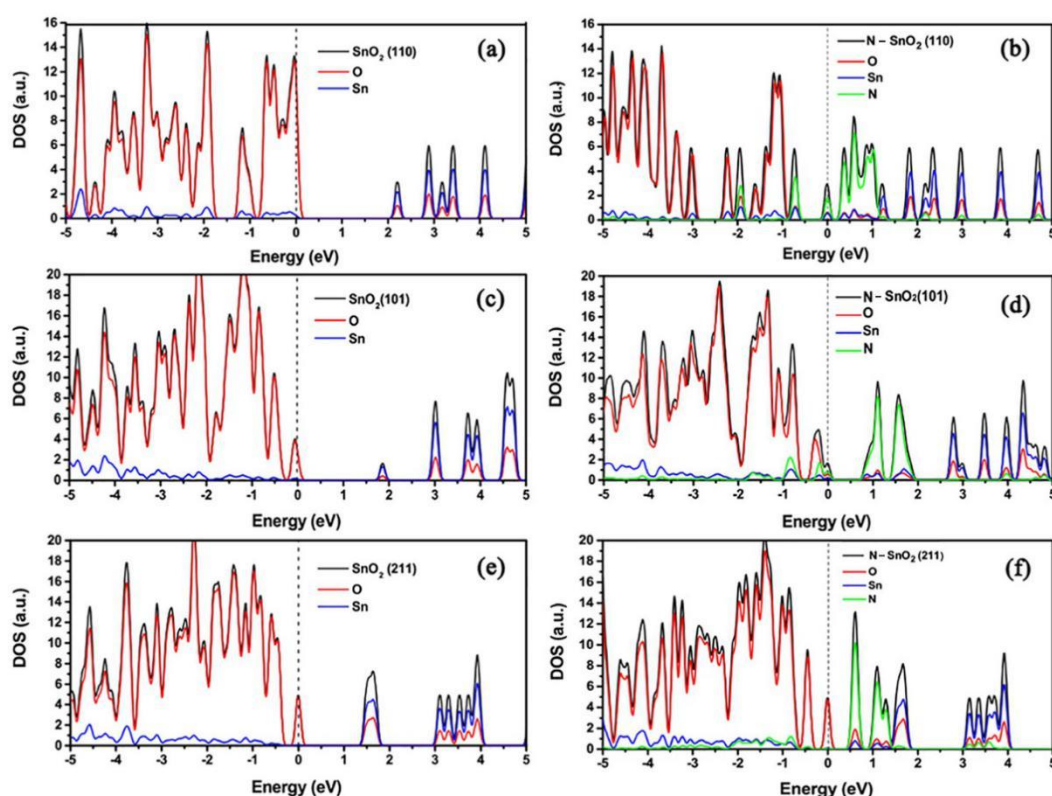 16
14
12
10
8
6
4
2
0
DOS (a.u.)
(a)
SnO₂ (110)
O
Sn
-5 -4 -3 -2 -1 0 1 2 3 4 5
Energy (eV)
16
14
12
10
8
6
4
2
0
DOS (a.u.)
(b)
N – SnO₂ (110)
O
Sn
N
-5 -4 -3 -2 -1 0 1 2 3 4 5
Energy (eV)
20
18
16
14
12
10
8
6
4
2
0
DOS (a.u.)
(c)
SnO₂(101)
O
Sn
-5 -4 -3 -2 -1 0 1 2 3 4 5
Energy (eV)
20
18
16
14
12
10
8
6
4
2
0
DOS (a.u.)
(d)
N – SnO₂(101)
O
Sn
N
-5 -4 -3 -2 -1 0 1 2 3 4 5
Energy (eV)
20
18
16
14
12
10
8
6
4
2
0
DOS (a.u.)
(e)
SnO₂ (211)
O
Sn
-5 -4 -3 -2 -1 0 1 2 3 4 5
Energy (eV)
20
18
16
14
12
10
8
6
4
2
0
DOS (a.u.)
(f)
N – SnO₂ (211)
O
Sn
N
-5 -4 -3 -2 -1 0 1 2 3 4 5
Energy (eV)